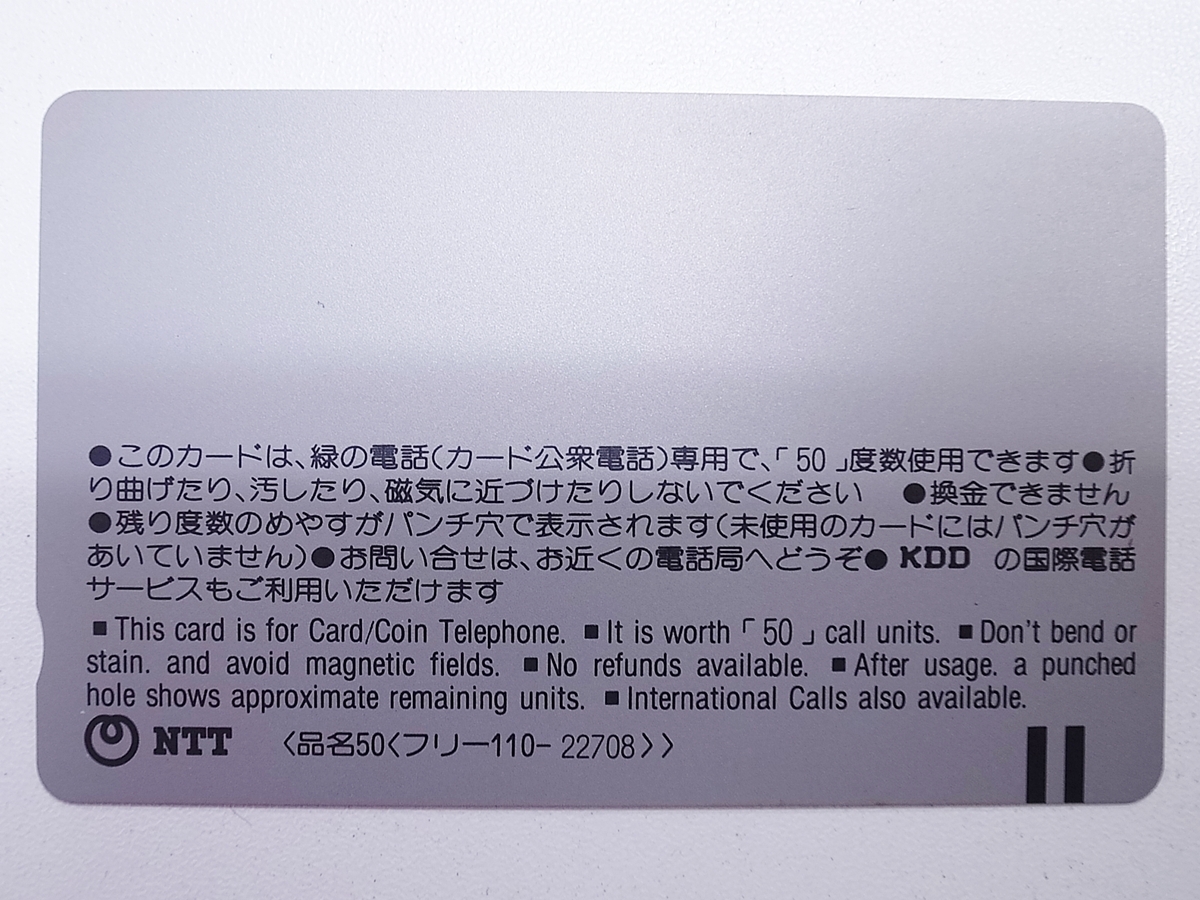 ●このカードは、緑の電話(カード公衆電話)専用で、「50」度数使用できます●折
り曲げたり、汚したり、磁気に近づけたりしないでください ●換金できません
●残り度数のめやすがパンチ穴で表示されます(未使用のカードにはパンチ穴が
あいていません)●お問い合せは、お近くの電話局へどうぞ● KDD の国際電話
サービスもご利用いただけます
■This card is for Card/Coin Telephone. ■It is worth「50」call units. ■Don't bend or
stain. and avoid magnetic fields. ■No refunds available. ■After usage. a punched
hole shows approximate remaining units. ■International Calls also available.
NTT 〈品名50〈フリー110- 22708〉〉